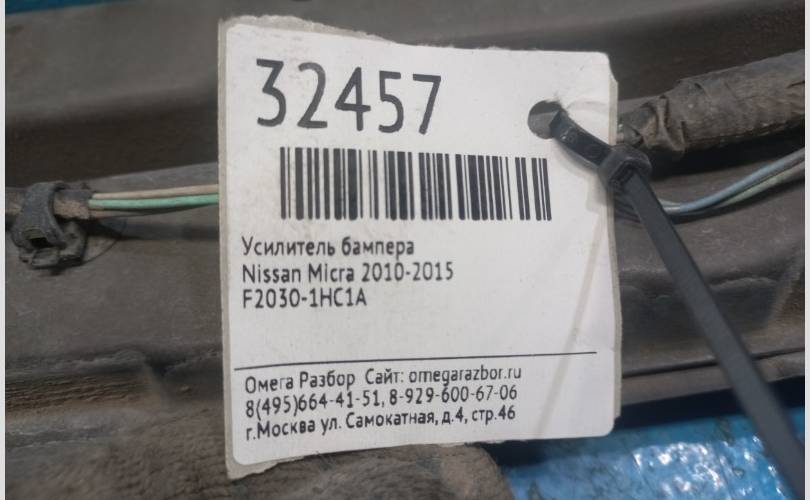 32457
Усилитель бампера
Nissan Micra 2010-2015
F2030-1HC1A
Омега Разбор Сайт: omegarazbor.ru
8(495)664-41-51, 8-929-600-67-06
г.Москва ул. Самокатная, д.4, стр.46